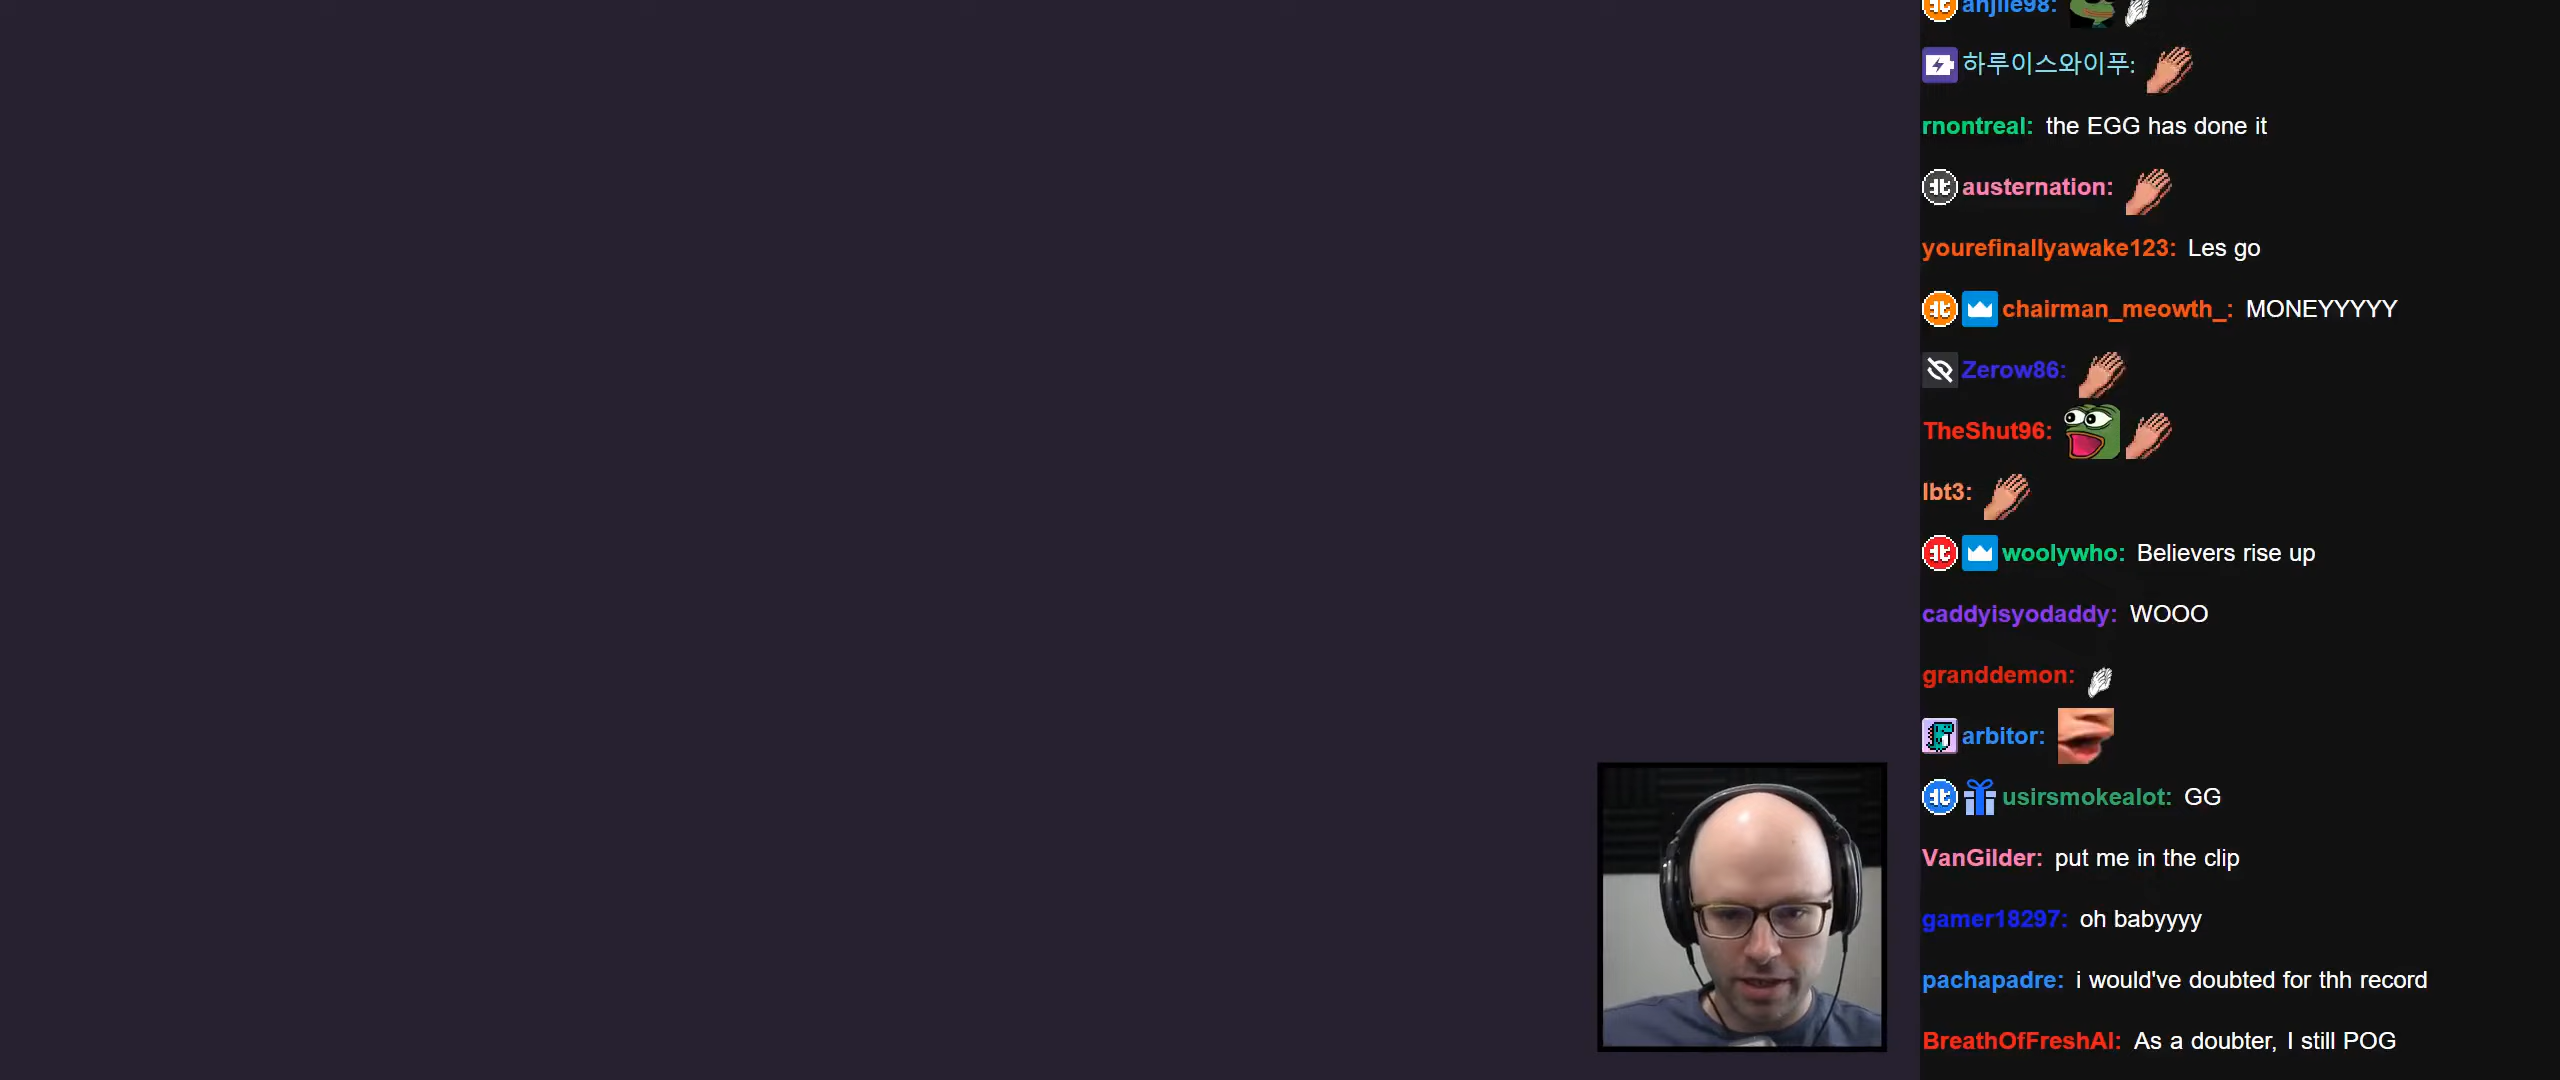 anjile98:
하루이스와이푸:
rnontreal: the EGG has done it
austernation:
yourefinallyawake123: Les go
chairman_meowth_: MONEYYYYY
Zerow86:
TheShut96:
lbt3:
woolywho: Believers rise up
caddyisyodaddy: WOOO
granddemon:
arbitor:
usirsmokealot: GG
VanGilder: put me in the clip
gamer18297: oh babyyyy
pachapadre: i would've doubted for thh record
BreathOfFreshAI: As a doubter, I still POG